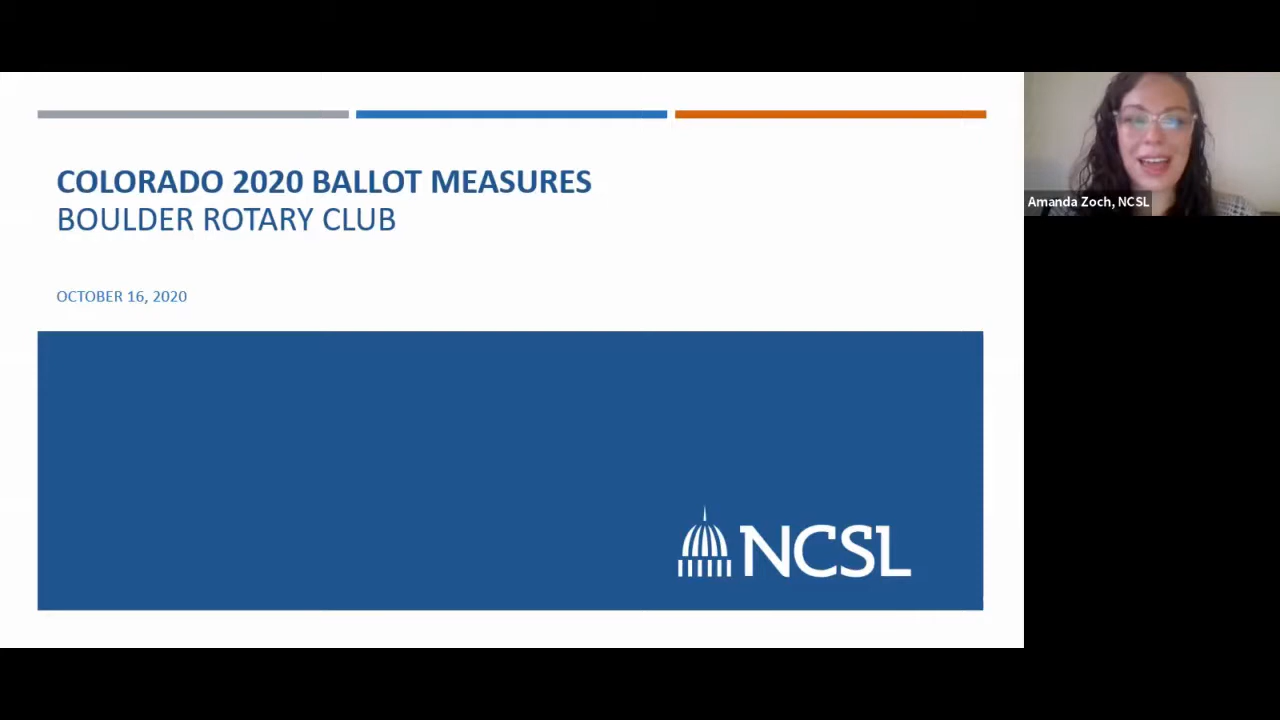 COLORADO 2020 BALLOT MEASURES
BOULDER ROTARY CLUB
OCTOBER 16, 2020
NCSL
Amanda Zoch, NCSL